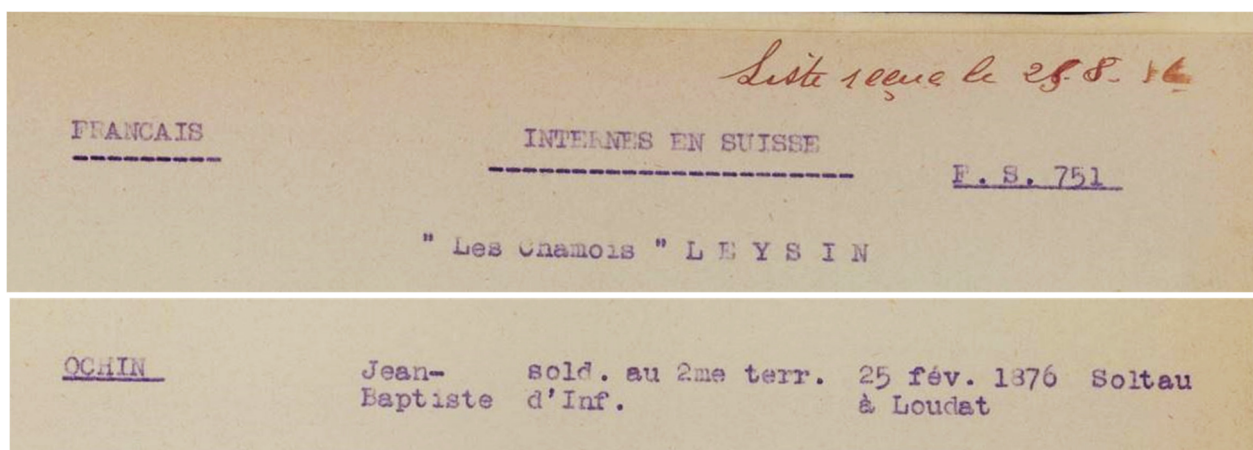 Liste reçue le 28-8-16
FRANCAIS
INTERNES EN SUISSE
F. S. 751
" Les Chamois " L E Y S I N
OCHIN Jean- sold. au 2me terr. 25 fév. 1876 Soltau
Baptiste d'Inf. à Loudat